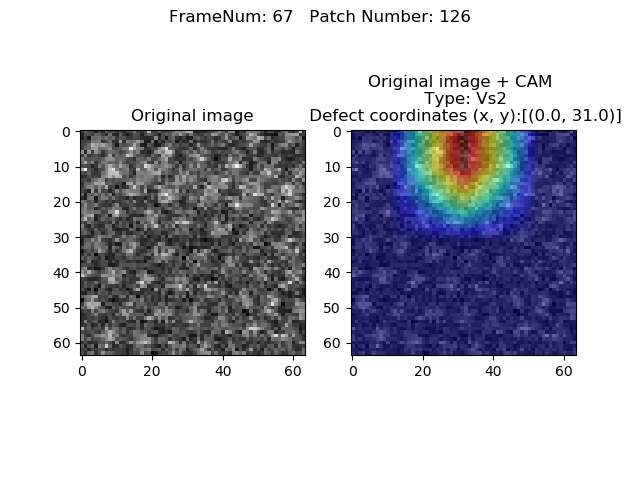 FrameNum: 67   Patch Number: 126
Original image
0
10
20
30
40
50
60
0 20 40 60
Original image + CAM
Type: Vs2
Defect coordinates (x, y):[(0.0, 31.0)]
0
10
20
30
40
50
60
0 20 40 60